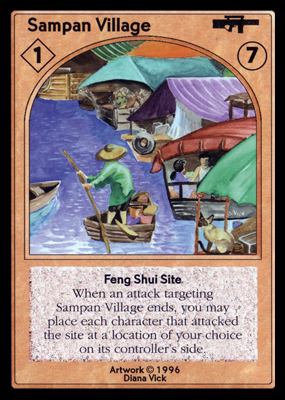 Sampan Village
1
7
Feng Shui Site
When an attack targeting
Sampan Village ends, you may
place each character that attacked
the site at a location of your choice
on its controller's side.
Artwork © 1996
Diana Vick